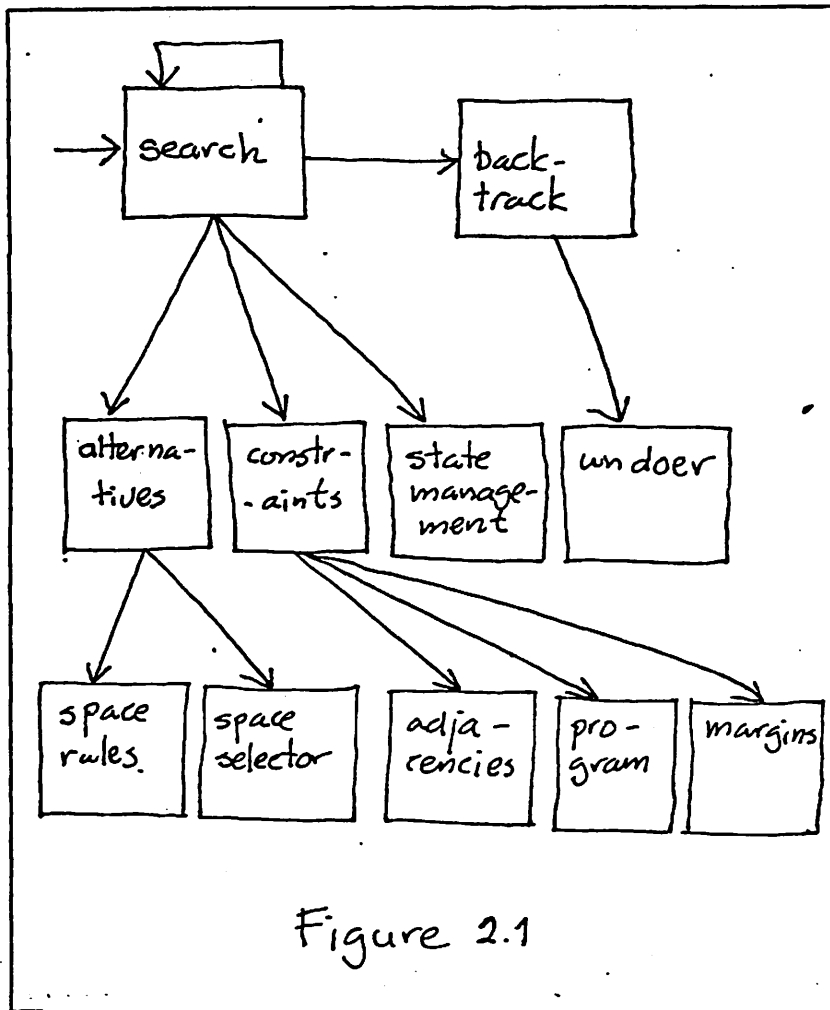 search
back-
track
alterna-
tives
constr-
-aints
state
manage-
ment
undoer
space
rules.
space
selector
adja-
cencies
pro-
gram
margins
Figure 2.1